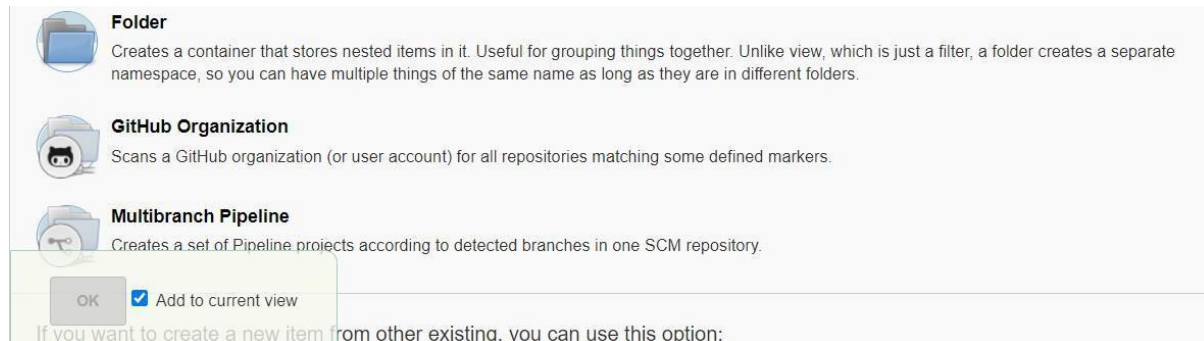 Folder
Creates a container that stores nested items in it. Useful for grouping things together. Unlike view, which is just a filter, a folder creates a separate
namespace, so you can have multiple things of the same name as long as they are in different folders.
GitHub Organization
Scans a GitHub organization (or user account) for all repositories matching some defined markers.
Multibranch Pipeline
Creates a set of Pipeline projects according to detected branches in one SCM repository.
OK Add to current view
If you want to create a new item from other existing, you can use this option: